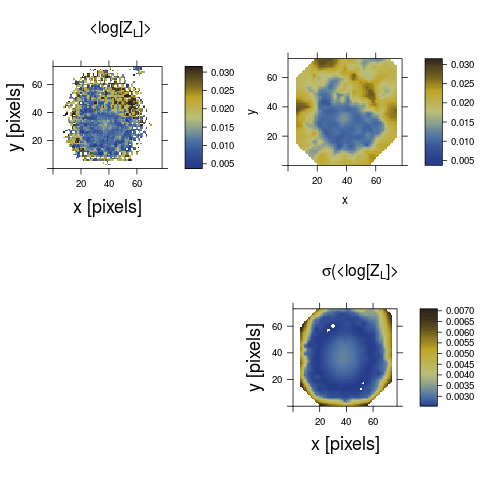 <log[Z_L]>
60
40
20
20 40 60
y [pixels]
x [pixels]
0.030
0.025
0.020
0.015
0.010
0.005
60
40
20
20 40 60
y
x
0.030
0.025
0.020
0.015
0.010
0.005
σ(<log[Z_L]>
60
40
20
20 40 60
y [pixels]
x [pixels]
0.0070
0.0065
0.0060
0.0055
0.0050
0.0045
0.0040
0.0035
0.0030